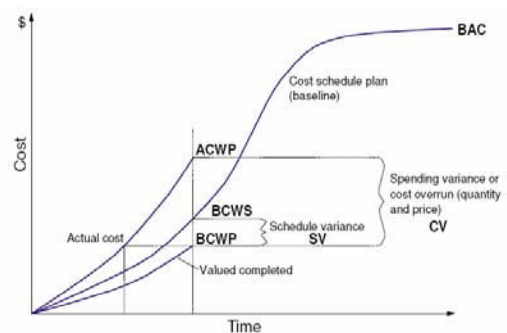 $
BAC
Cost schedule plan
(baseline)
ACWP
Cost
Spending variance or
cost overrun (quantity
and price)
CV
BCWS
Schedule variance
SV
Actual cost
BCWP
Valued completed
Time